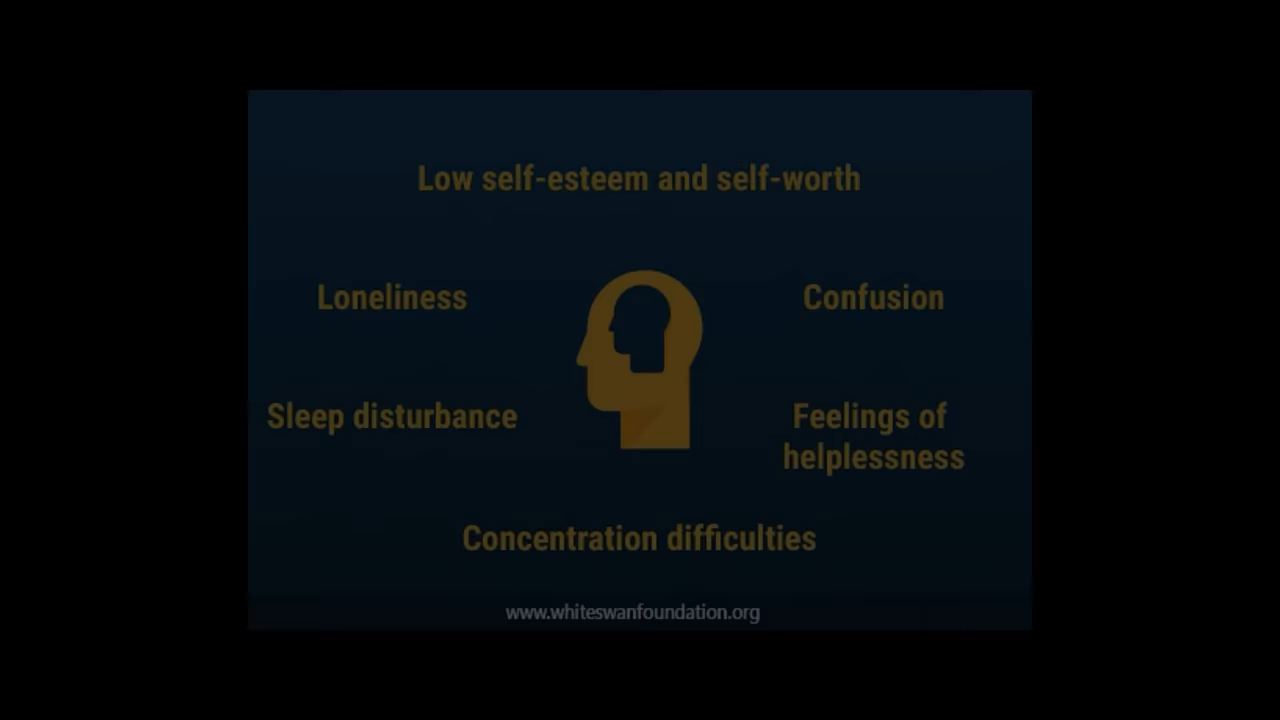 Low self-esteem and self-worth
Loneliness
Confusion
Sleep disturbance
Feelings of
helplessness
Concentration difficulties
www.whiteswanfoundation.org